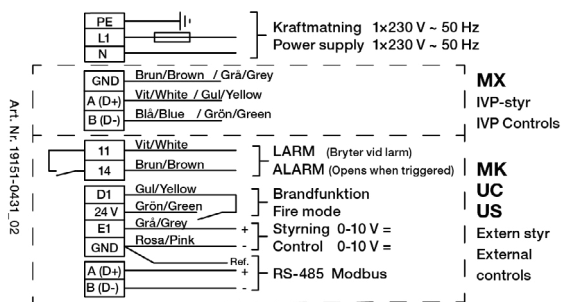 PE
L1
N
Kraftmatning 1×230 V ~ 50 Hz
Power supply 1×230 V ~ 50 Hz
GND Brun/Brown / Grå/Grey
A (D+) Vit/White / Gul/Yellow
B (D-) Blå/Blue / Grön/Green
MX
IVP-styr
IVP Controls
11 Vit/White
14 Brun/Brown
LARM (Bryter vid larm)
ALARM (Opens when triggered)
D1 Gul/Yellow
24 V Grön/Green
Brandfunktion
Fire mode
E1 Grå/Grey + Styrning 0-10 V =
GND Rosa/Pink - Control 0-10 V =
Ref.
A (D+) + RS-485 Modbus
B (D-) -
MK
UC
US
Extern styr
External
controls
Art. Nr. 19151-0431_02